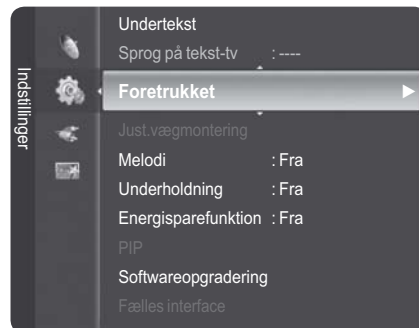 Indstillinger
Undertekst
Sprog på tekst-tv : ----
Foretrukket
Just.vægmontering
Melodi : Fra
Underholdning : Fra
Energisparefunktion : Fra
PIP
Softwareopgradering
Fælles interface